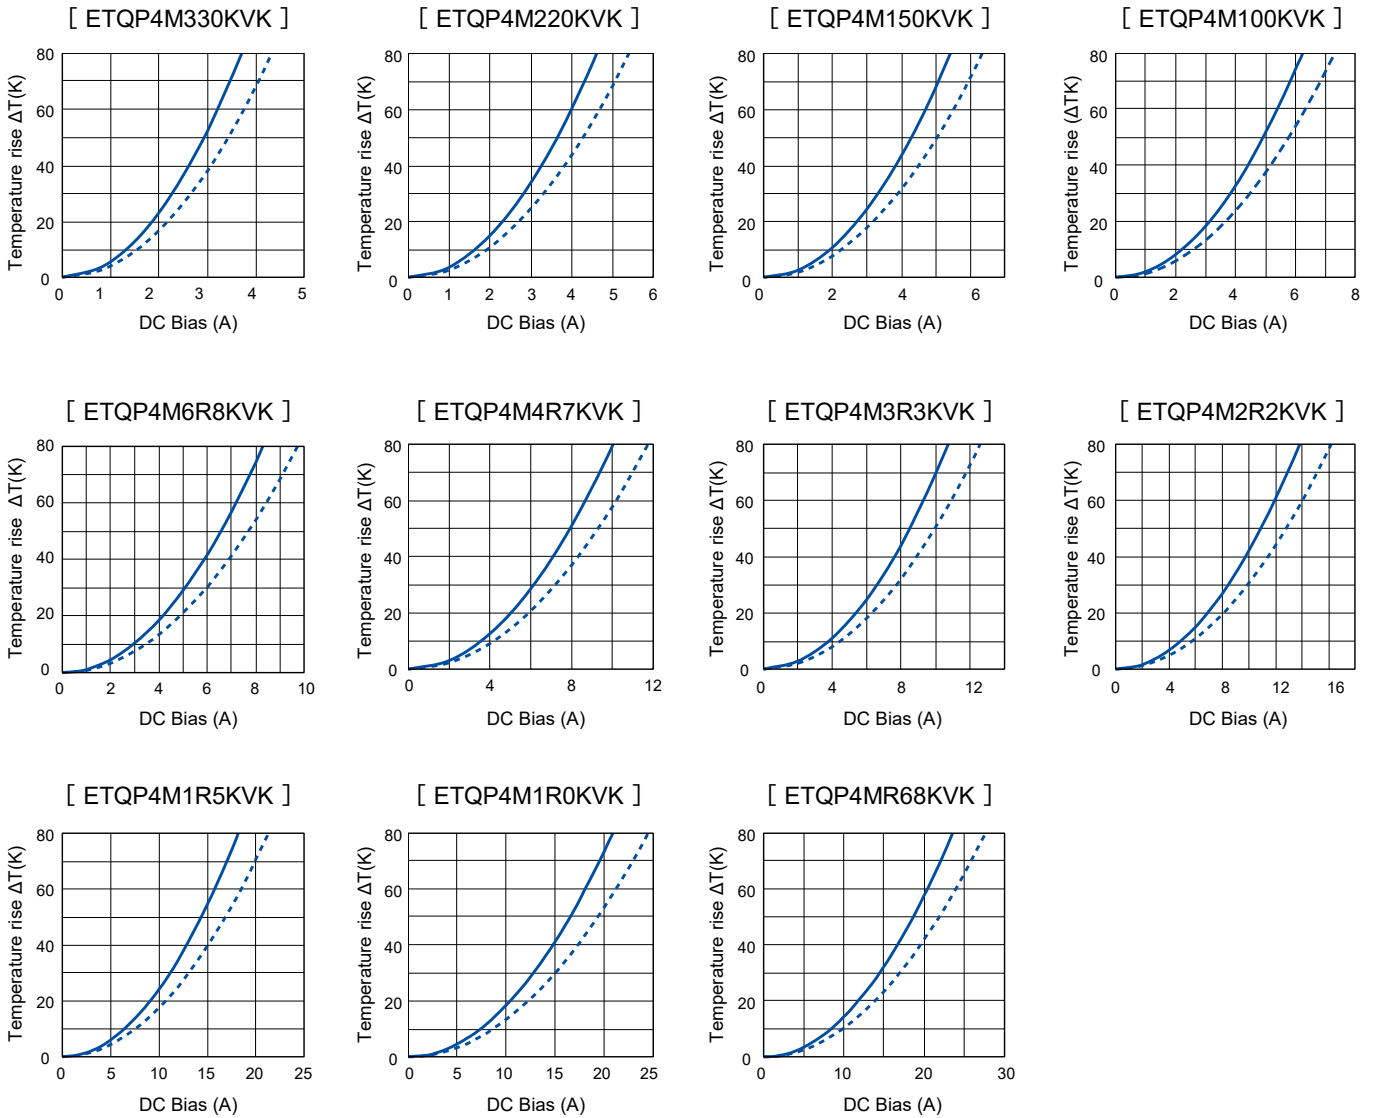 [ ETQP4M330KVK ]
80
60
40
20
0
0 1 2 3 4 5
Temperature rise ΔT(K)
DC Bias (A)
[ ETQP4M220KVK ]
80
60
40
20
0
0 1 2 3 4 5 6
Temperature rise ΔT(K)
DC Bias (A)
[ ETQP4M150KVK ]
80
60
40
20
0
0 2 4 6
Temperature rise ΔT(K)
DC Bias (A)
[ ETQP4M100KVK ]
80
60
40
20
0
0 2 4 6 8
Temperature rise (ΔTK)
DC Bias (A)
[ ETQP4M6R8KVK ]
80
60
40
20
0
0 2 4 6 8 10
Temperature rise ΔT(K)
DC Bias (A)
[ ETQP4M4R7KVK ]
80
60
40
20
0
0 4 8 12
Temperature rise ΔT(K)
DC Bias (A)
[ ETQP4M3R3KVK ]
80
60
40
20
0
0 4 8 12
Temperature rise ΔT(K)
DC Bias (A)
[ ETQP4M2R2KVK ]
80
60
40
20
0
0 4 8 12 16
Temperature rise ΔT(K)
DC Bias (A)
[ ETQP4M1R5KVK ]
80
60
40
20
0
0 5 10 15 20 25
Temperature rise ΔT(K)
DC Bias (A)
[ ETQP4M1R0KVK ]
80
60
40
20
0
0 5 10 15 20 25
Temperature rise ΔT(K)
DC Bias (A)
[ ETQP4MR68KVK ]
80
60
40
20
0
0 10 20 30
Temperature rise ΔT(K)
DC Bias (A)